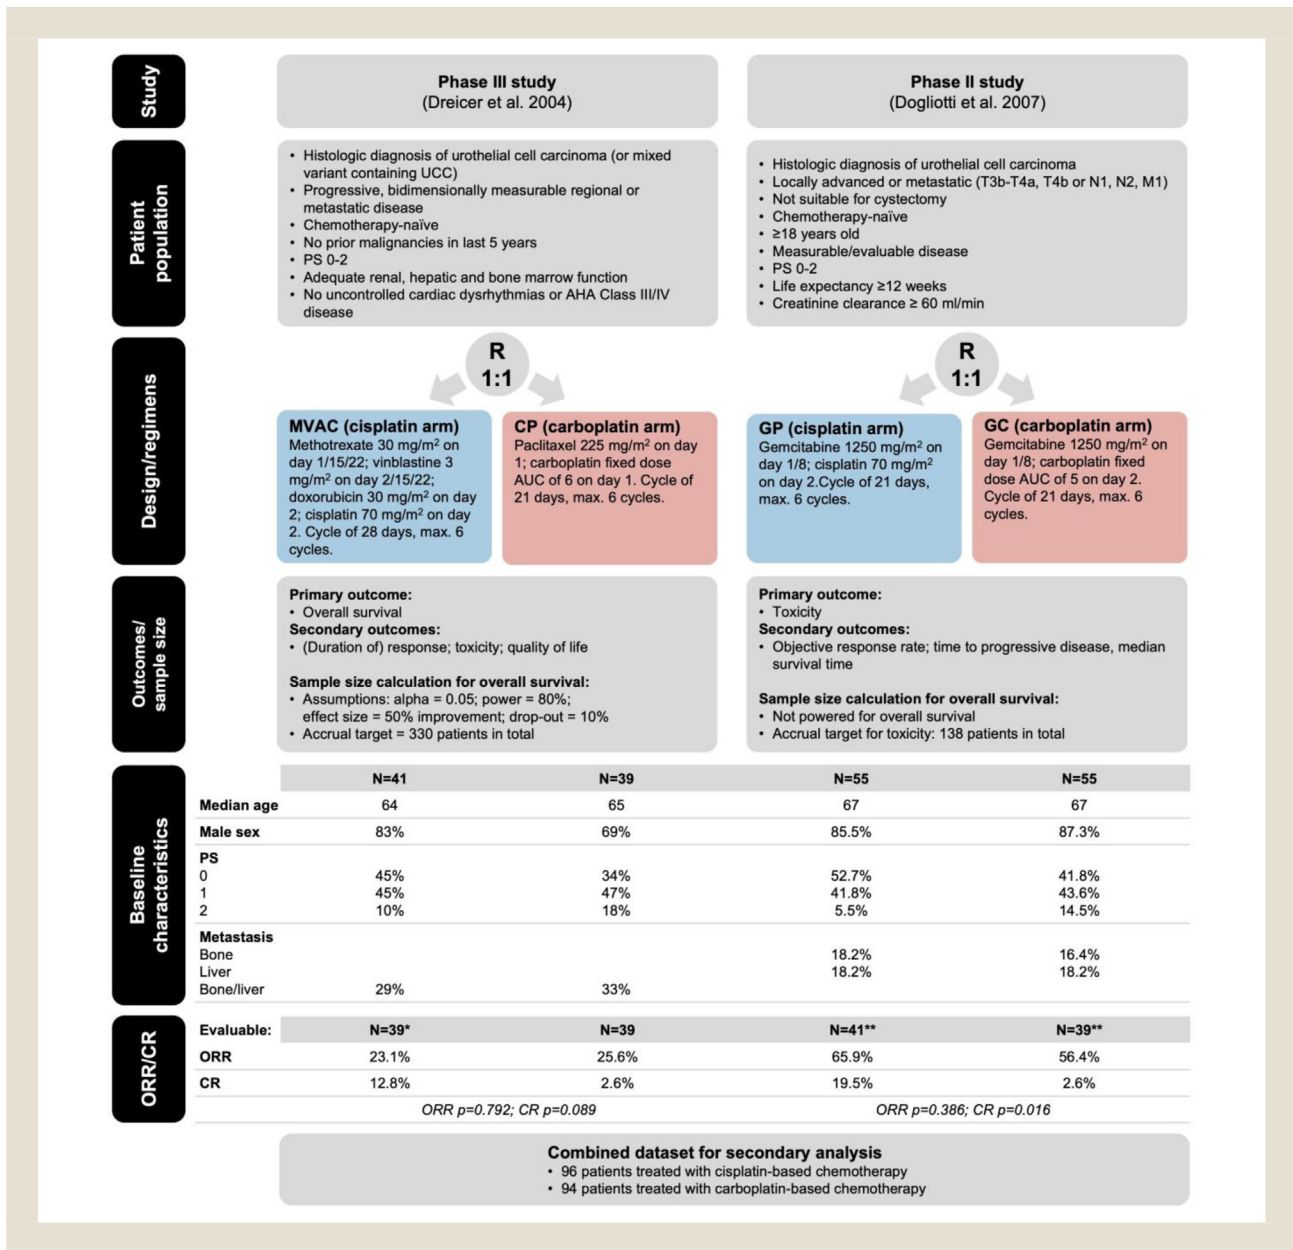 Study
Phase III study
(Dreicer et al. 2004)
Phase II study
(Dogliotti et al. 2007)
Patient
population
• Histologic diagnosis of urothelial cell carcinoma (or mixed
variant containing UCC)
• Progressive, bidimensionally measurable regional or
metastatic disease
• Chemotherapy-naïve
• No prior malignancies in last 5 years
• PS 0-2
• Adequate renal, hepatic and bone marrow function
• No uncontrolled cardiac dysrhythmias or AHA Class III/IV
disease
• Histologic diagnosis of urothelial cell carcinoma
• Locally advanced or metastatic (T3b-T4a, T4b or N1, N2, M1)
• Not suitable for cystectomy
• Chemotherapy-naïve
• ≥18 years old
• Measurable/evaluable disease
• PS 0-2
• Life expectancy ≥12 weeks
• Creatinine clearance ≥ 60 ml/min
Design/regimens
R
1:1
R
1:1
MVAC (cisplatin arm)
Methotrexate 30 mg/m² on
day 1/15/22; vinblastine 3
mg/m² on day 2/15/22;
doxorubicin 30 mg/m² on day
2; cisplatin 70 mg/m² on day
2. Cycle of 28 days, max. 6
cycles.
CP (carboplatin arm)
Paclitaxel 225 mg/m² on day
1; carboplatin fixed dose
AUC of 6 on day 1. Cycle of
21 days, max. 6 cycles.
GP (cisplatin arm)
Gemcitabine 1250 mg/m² on
day 1/8; cisplatin 70 mg/m²
on day 2.Cycle of 21 days,
max. 6 cycles.
GC (carboplatin arm)
Gemcitabine 1250 mg/m² on
day 1/8; carboplatin fixed
dose AUC of 5 on day 2.
Cycle of 21 days, max. 6
cycles.
Outcomes/
sample size
Primary outcome:
• Overall survival
Secondary outcomes:
• (Duration of) response; toxicity; quality of life
Sample size calculation for overall survival:
• Assumptions: alpha = 0.05; power = 80%;
effect size = 50% improvement; drop-out = 10%
• Accrual target = 330 patients in total
Primary outcome:
• Toxicity
Secondary outcomes:
• Objective response rate; time to progressive disease, median
survival time
Sample size calculation for overall survival:
• Not powered for overall survival
• Accrual target for toxicity: 138 patients in total
Baseline
characteristics
N=41 N=39 N=55 N=55
Median age 64 65 67 67
Male sex 83% 69% 85.5% 87.3%
PS
0 45% 34% 52.7% 41.8%
1 45% 47% 41.8% 43.6%
2 10% 18% 5.5% 14.5%
Metastasis
Bone 18.2% 16.4%
Liver 18.2% 18.2%
Bone/liver 29% 33%
ORR/CR
Evaluable: N=39* N=39 N=41** N=39**
ORR 23.1% 25.6% 65.9% 56.4%
CR 12.8% 2.6% 19.5% 2.6%
ORR p=0.792; CR p=0.089 ORR p=0.386; CR p=0.016
Combined dataset for secondary analysis
• 96 patients treated with cisplatin-based chemotherapy
• 94 patients treated with carboplatin-based chemotherapy